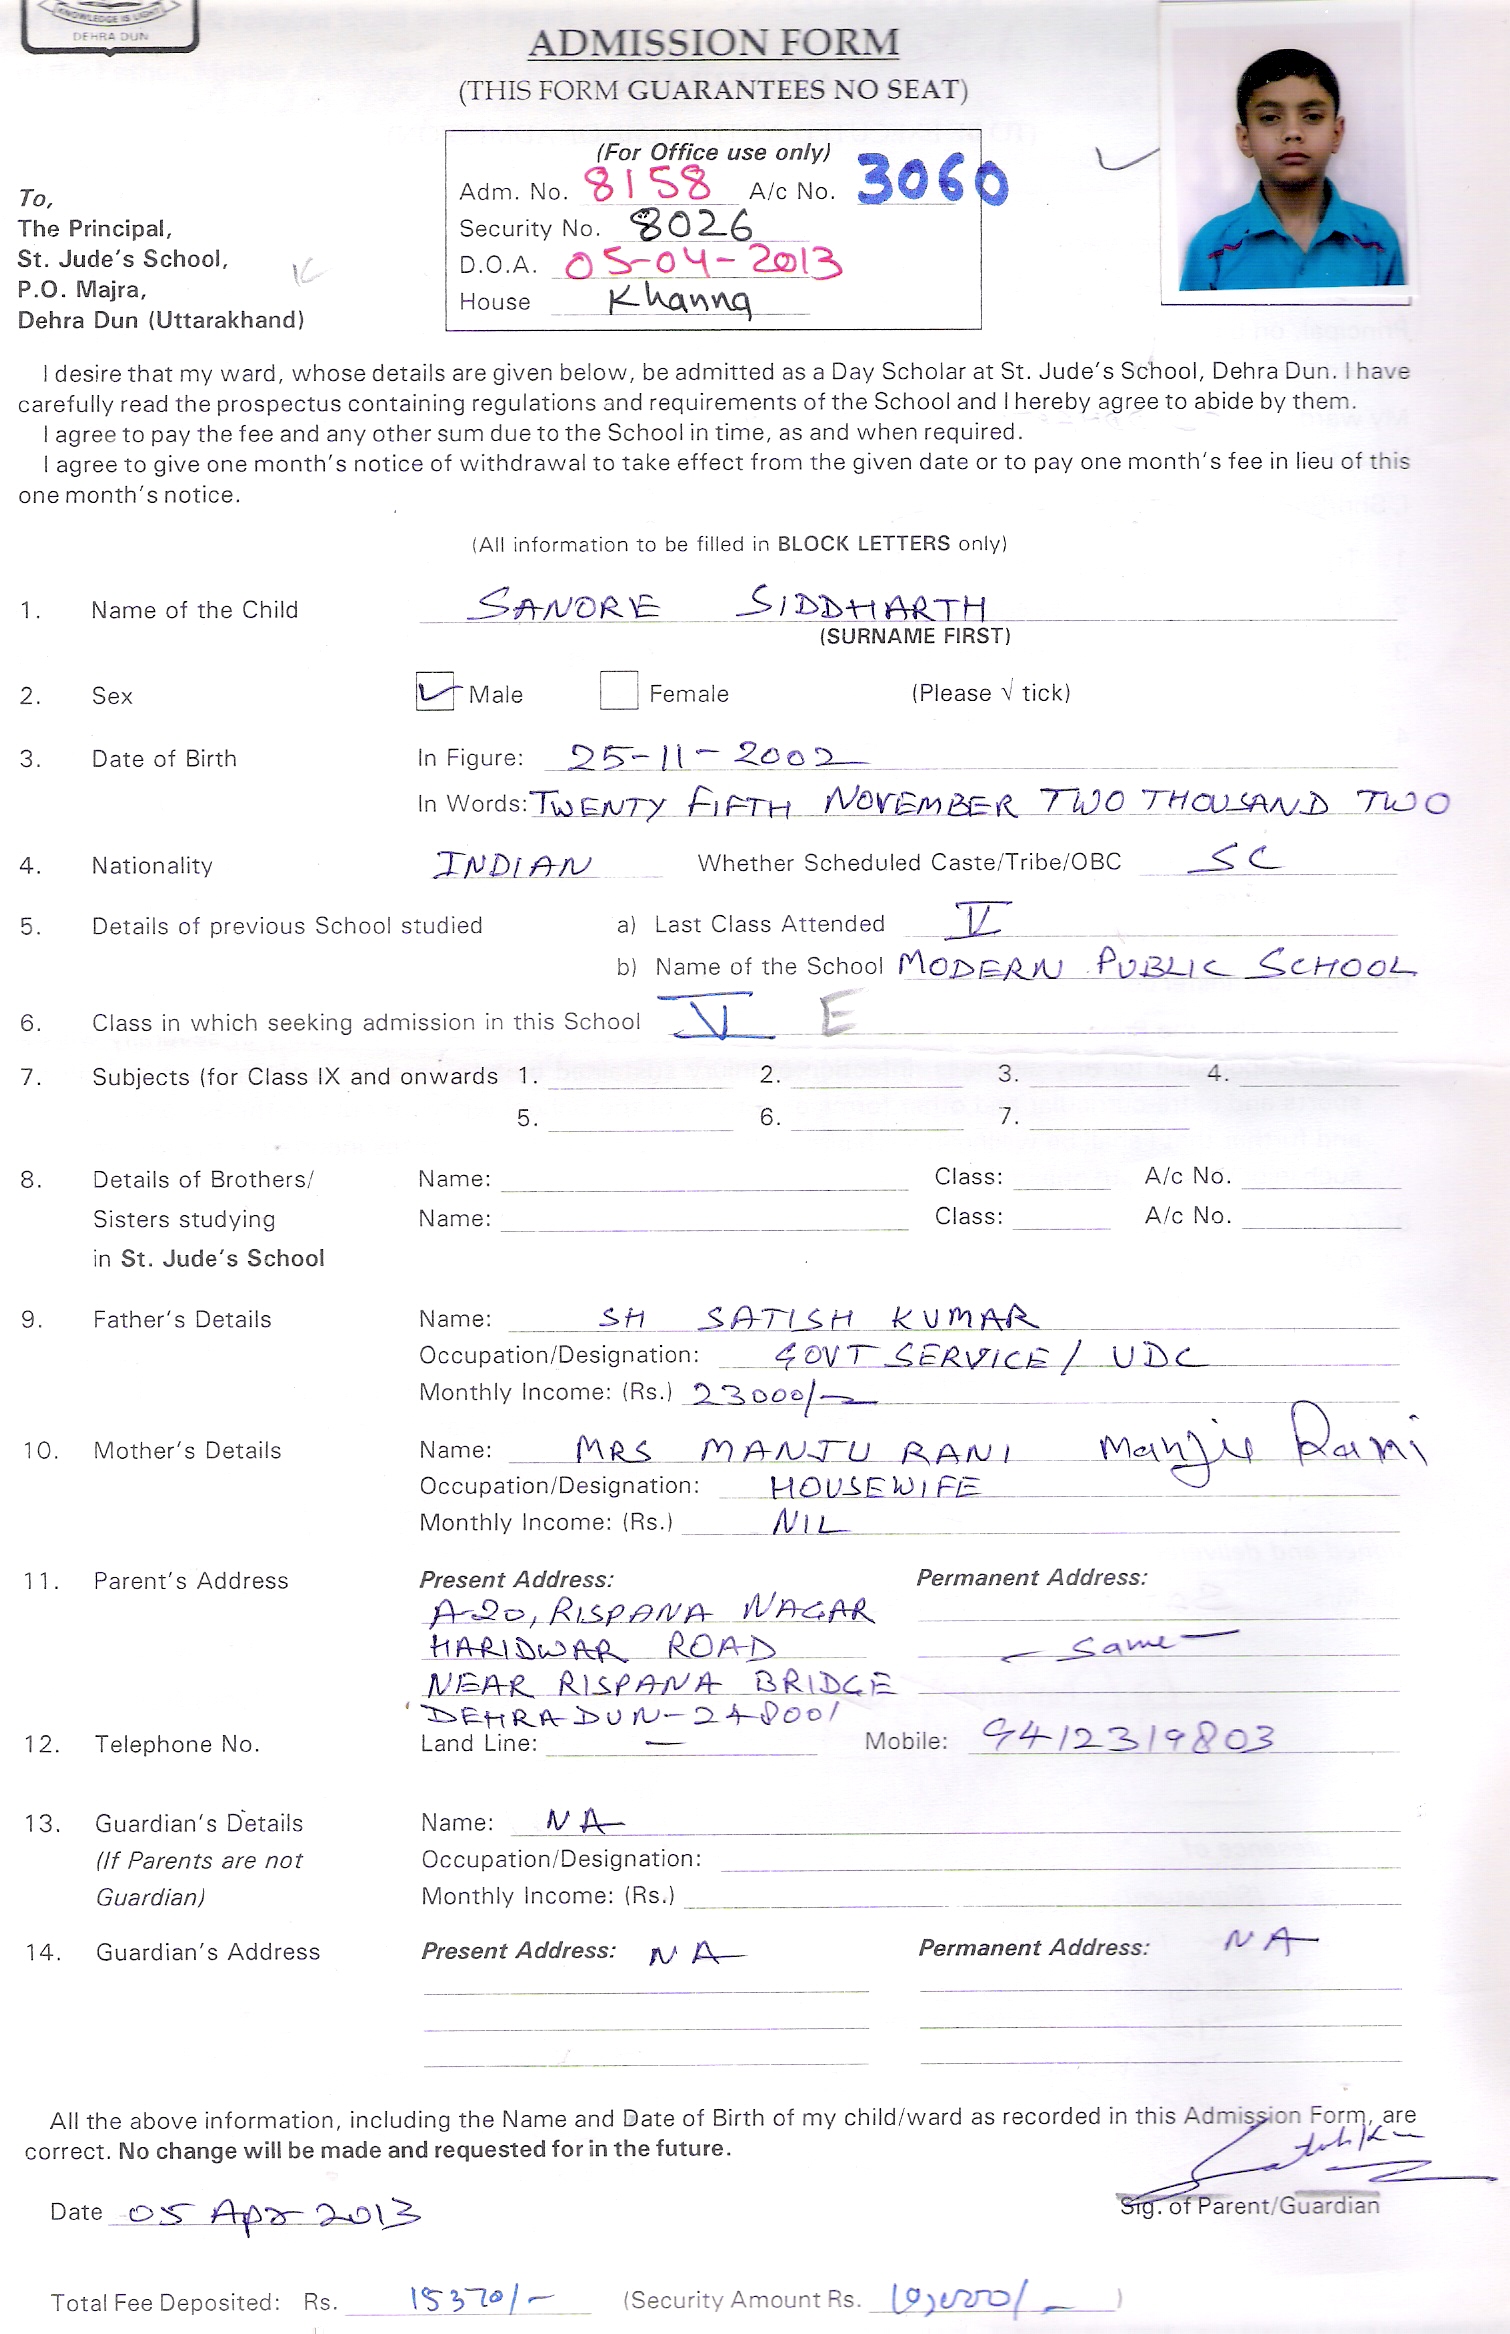 KNOWLEDGE IS LIGHT
DEHRA DUN
ADMISSION FORM
(THIS FORM GUARANTEES NO SEAT)
(For Office use only)
Adm. No. 8158 A/c No. 3060
Security No. 8026
D.O.A. 05-04-2013
House Khanna
To,
The Principal,
St. Jude's School,
P.O. Majra,
Dehra Dun (Uttarakhand)
I desire that my ward, whose details are given below, be admitted as a Day Scholar at St. Jude's School, Dehra Dun. I have
carefully read the prospectus containing regulations and requirements of the School and I hereby agree to abide by them.
I agree to pay the fee and any other sum due to the School in time, as and when required.
I agree to give one month's notice of withdrawal to take effect from the given date or to pay one month's fee in lieu of this
one month's notice.
(All information to be filled in BLOCK LETTERS only)
1. Name of the Child SANORE SIDDHARTH
(SURNAME FIRST)
2. Sex Male Female (Please √ tick)
3. Date of Birth In Figure: 25-11-2002
In Words: TWENTY FIFTH NOVEMBER TWO THOUSAND TWO
4. Nationality INDIAN Whether Scheduled Caste/Tribe/OBC SC
5. Details of previous School studied a) Last Class Attended V
b) Name of the School MODERN PUBLIC SCHOOL
6. Class in which seeking admission in this School V E
7. Subjects (for Class IX and onwards 1. 2. 3. 4.
5. 6. 7.
8. Details of Brothers/ Name: Class: A/c No.
Sisters studying Name: Class: A/c No.
in St. Jude's School
9. Father's Details Name: SH SATISH KUMAR
Occupation/Designation: GOVT SERVICE / UDC
Monthly Income: (Rs.) 23000/-
10. Mother's Details Name: MRS MANJU RANI Manju Rani
Occupation/Designation: HOUSEWIFE
Monthly Income: (Rs.) NIL
11. Parent's Address Present Address: Permanent Address:
A-20, RISPANA NAGAR
HARIDWAR ROAD - Same -
NEAR RISPANA BRIDGE
DEHRA DUN-248001
12. Telephone No. Land Line: — Mobile: 9412319803
13. Guardian's Details Name: NA
(If Parents are not Occupation/Designation:
Guardian) Monthly Income: (Rs.)
14. Guardian's Address Present Address: NA Permanent Address: NA
All the above information, including the Name and Date of Birth of my child/ward as recorded in this Admission Form, are
correct. No change will be made and requested for in the future.
Date 05 Apr 2013 Sig. of Parent/Guardian
Total Fee Deposited: Rs. 15370/- (Security Amount Rs. 10,000/- )